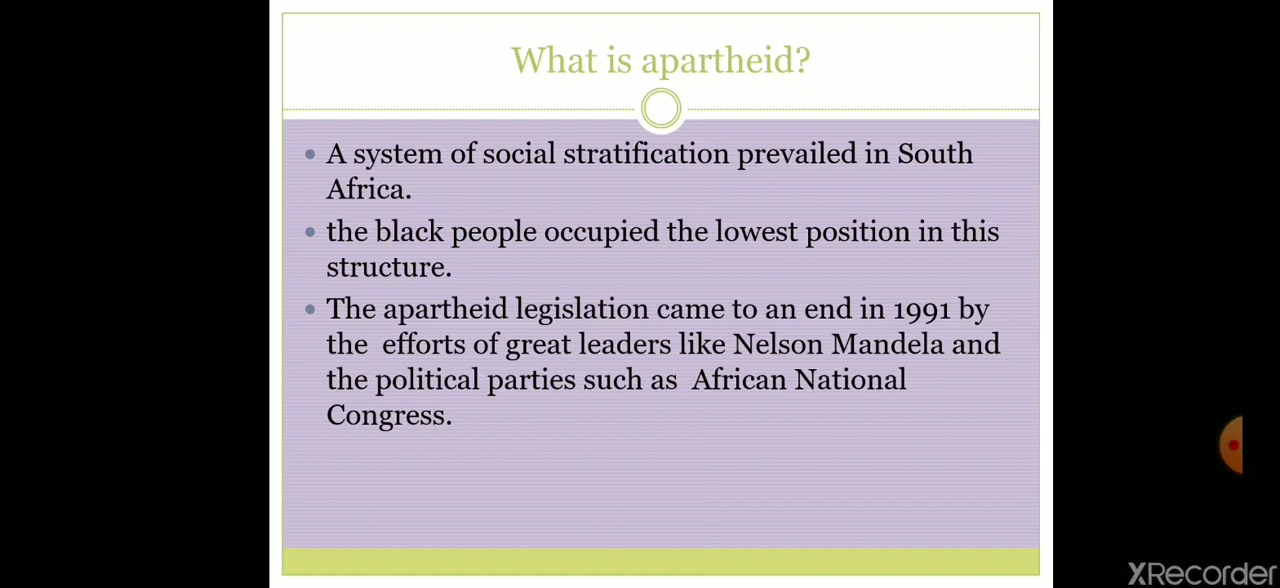 What is apartheid?
A system of social stratification prevailed in South
Africa.
the black people occupied the lowest position in this
structure.
The apartheid legislation came to an end in 1991 by
the efforts of great leaders like Nelson Mandela and
the political parties such as African National
Congress.
XRecorder